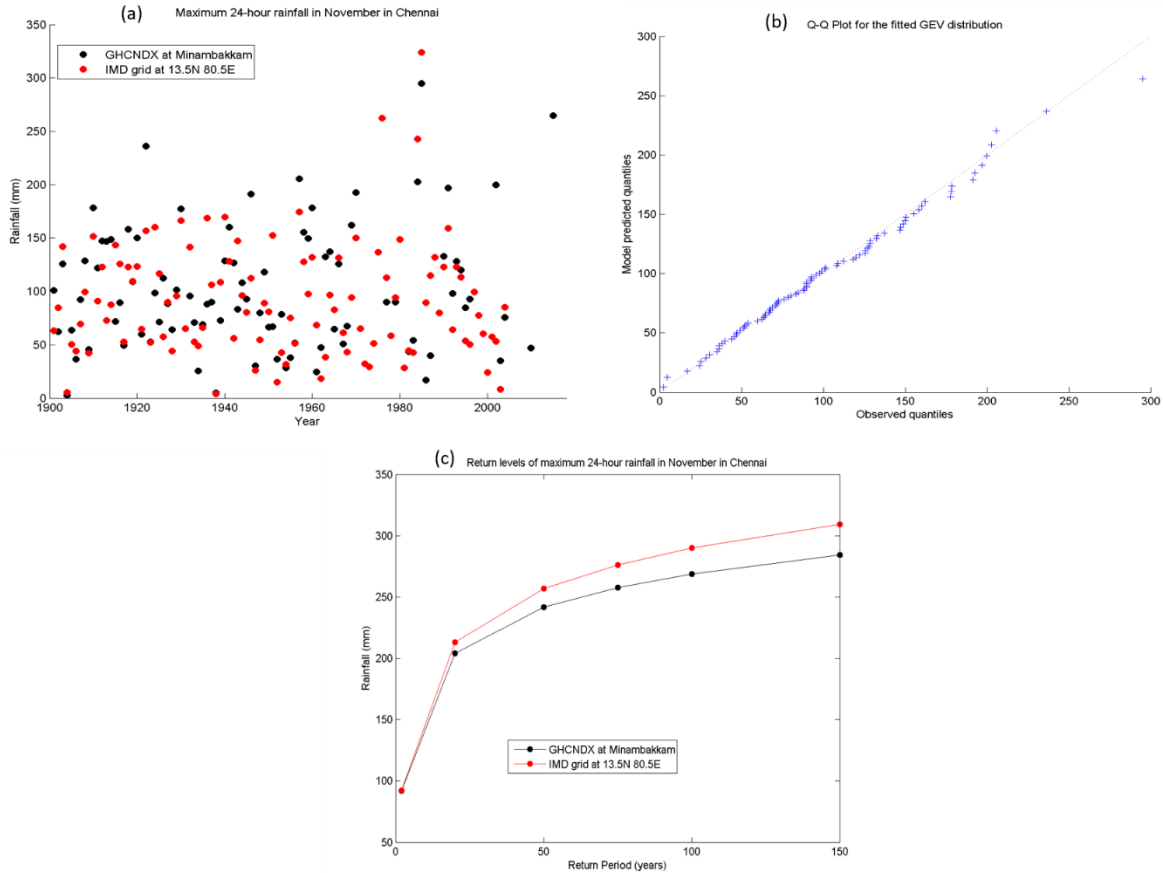 (a)
Maximum 24-hour rainfall in November in Chennai
350
300
250
200
150
100
50
0
Rainfall (mm)
GHCNDX at Minambakkam
IMD grid at 13.5N 80.5E
1900 1920 1940 1960 1980 2000
Year
(b)
Q-Q Plot for the fitted GEV distribution
300
250
200
150
100
50
0
Model predicted quantiles
0 50 100 150 200 250 300
Observed quantiles
(c)
Return levels of maximum 24-hour rainfall in November in Chennai
350
300
250
200
150
100
50
Rainfall (mm)
GHCNDX at Minambakkam
IMD grid at 13.5N 80.5E
0 50 100 150
Return Period (years)